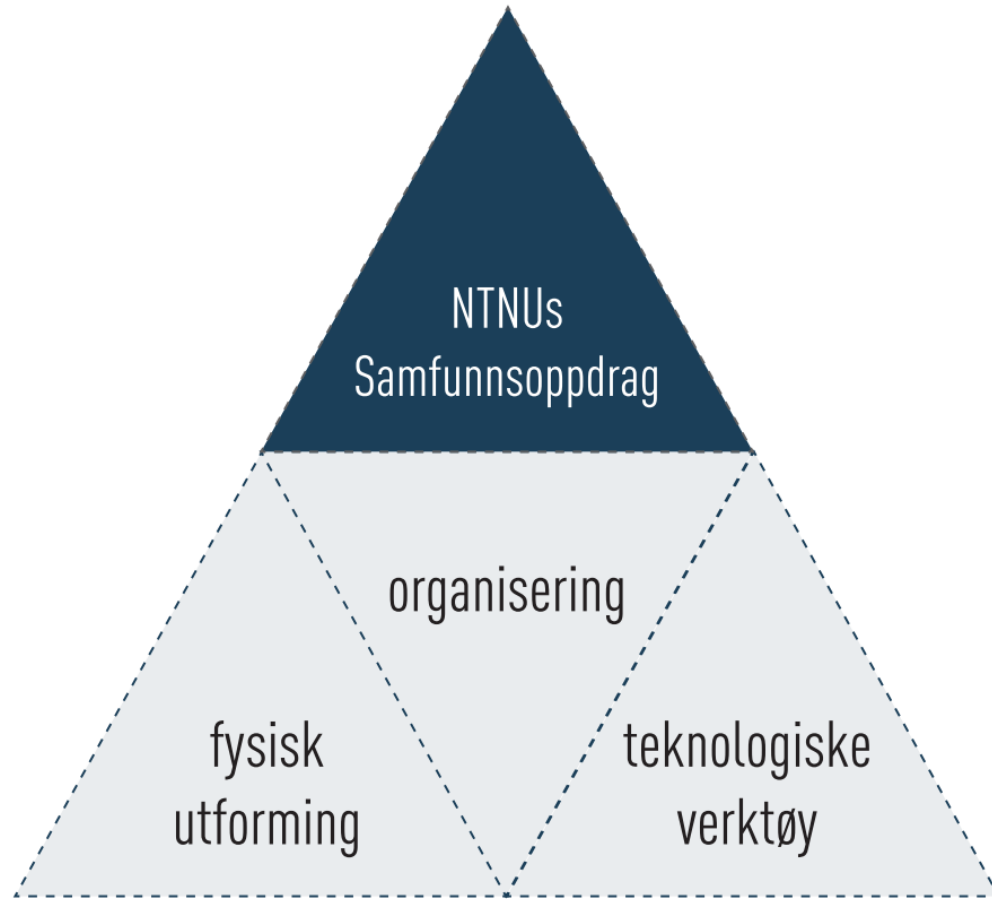 NTNUs
Samfunnsoppdrag
organisering
fysisk
utforming
teknologiske
verktøy